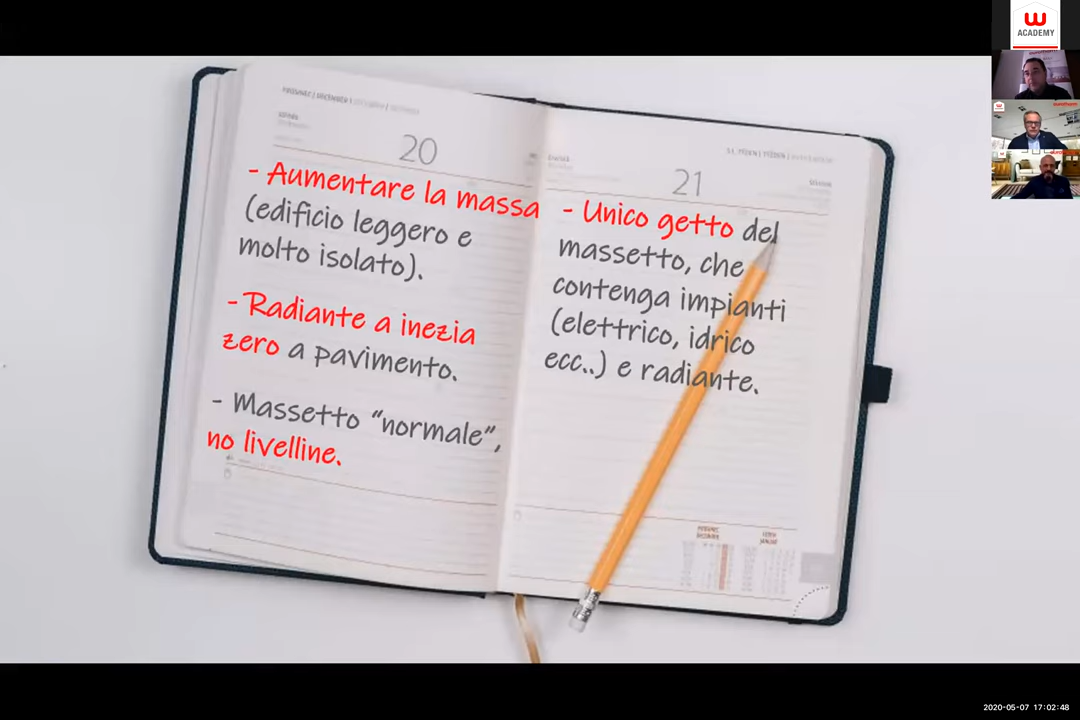 W
ACADEMY
20
- Aumentare la massa
(edificio leggero e
molto isolato).
- Radiante a inezia
zero a pavimento.
- Massetto “normale”,
no livelline.
21
- Unico getto del
massetto, che
contenga impianti
(elettrico, idrico
ecc..) e radiante.
2020-05-07 17:02:48